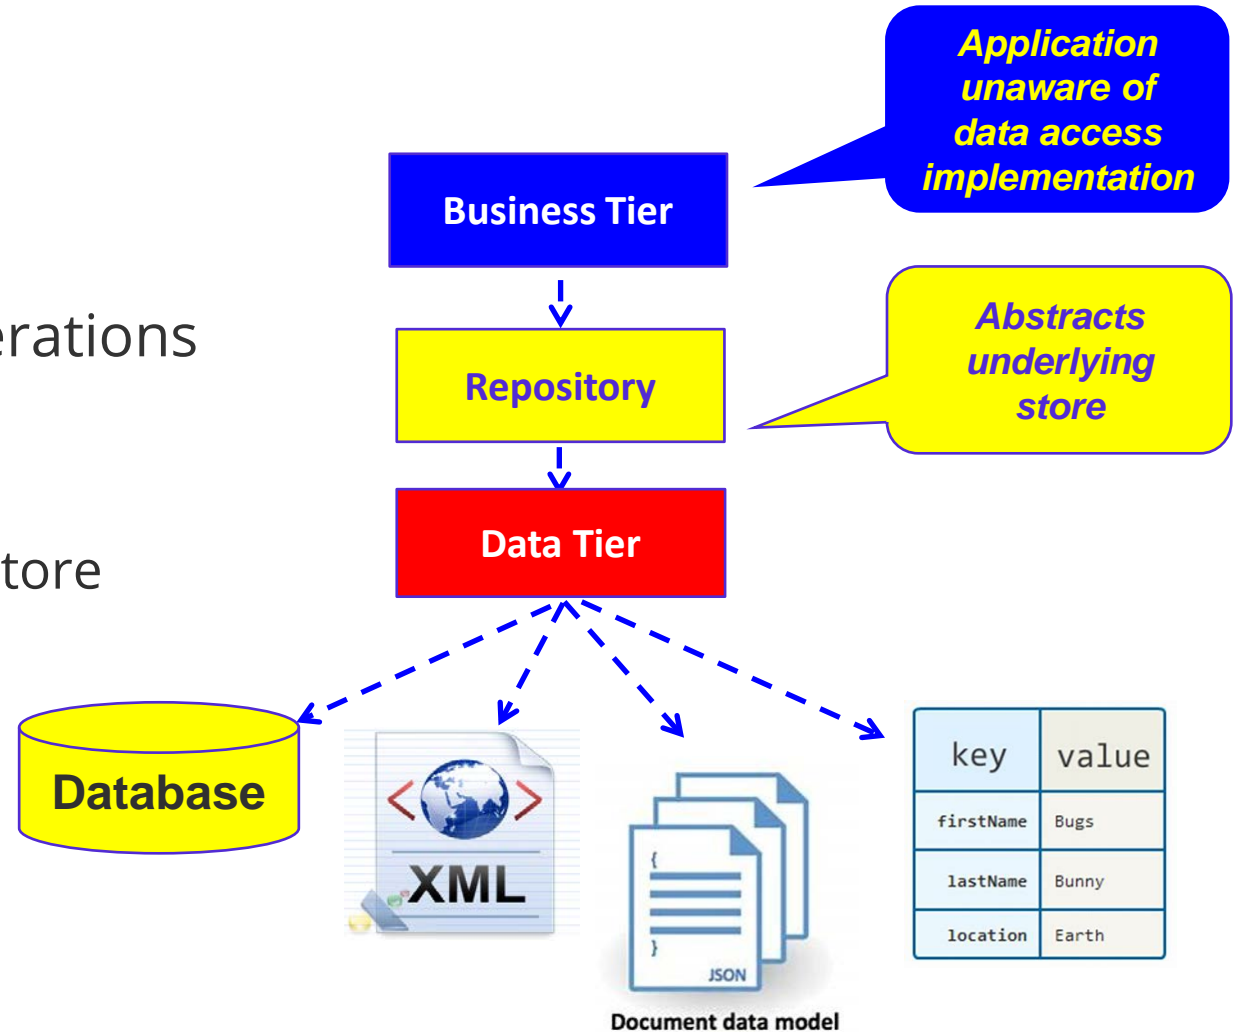 Application
unaware of
data access
implementation
Business Tier
erations
Abstracts
underlying
store
Repository
Data Tier
tore
Database
< >
XML
{
}
JSON
Document data model
key value
firstName Bugs
lastName Bunny
location Earth